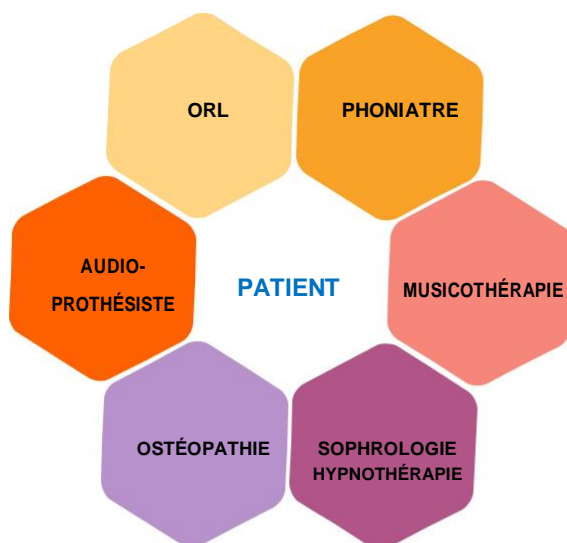 ORL
PHONIATRE
AUDIO-
PROTHÉSISTE
PATIENT
MUSICOTHÉRAPIE
OSTÉOPATHIE
SOPHROLOGIE
HYPNOTHÉRAPIE